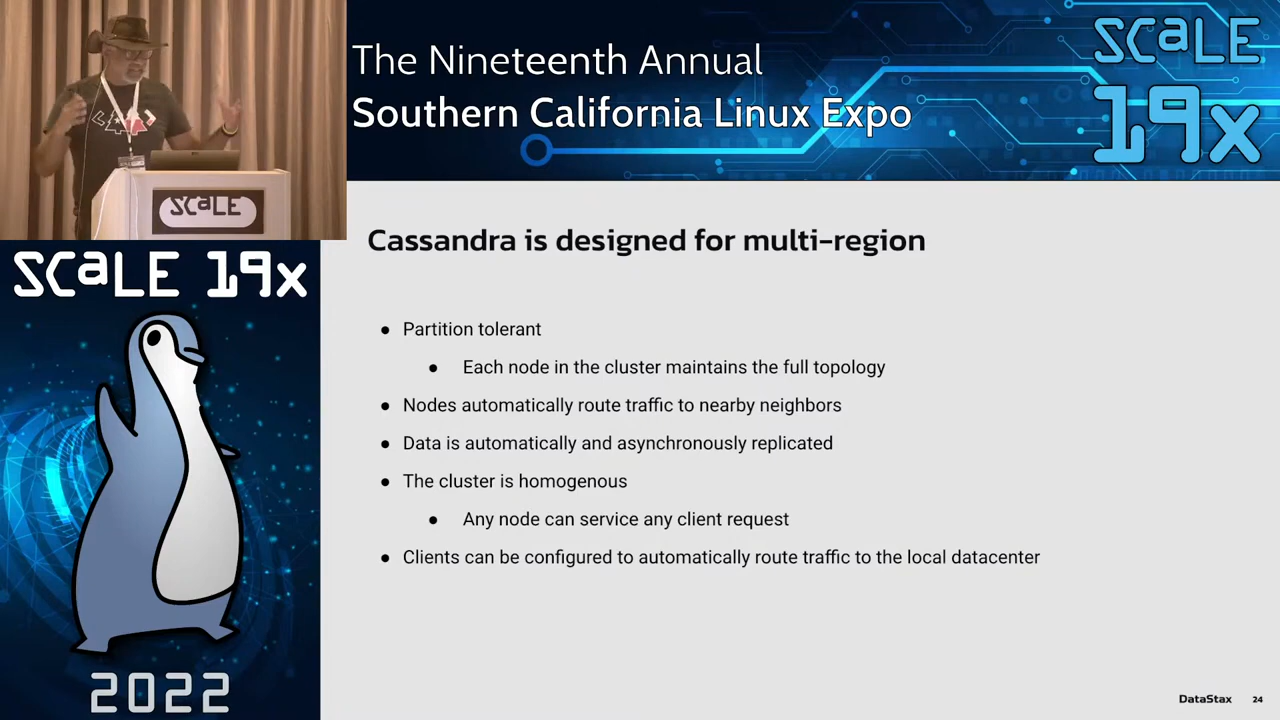 The Nineteenth Annual
Southern California Linux Expo
SCaLE
19x
SCaLE
SCaLE 19x
2022
Cassandra is designed for multi-region
● Partition tolerant
● Each node in the cluster maintains the full topology
● Nodes automatically route traffic to nearby neighbors
● Data is automatically and asynchronously replicated
● The cluster is homogenous
● Any node can service any client request
● Clients can be configured to automatically route traffic to the local datacenter
DataStax 24